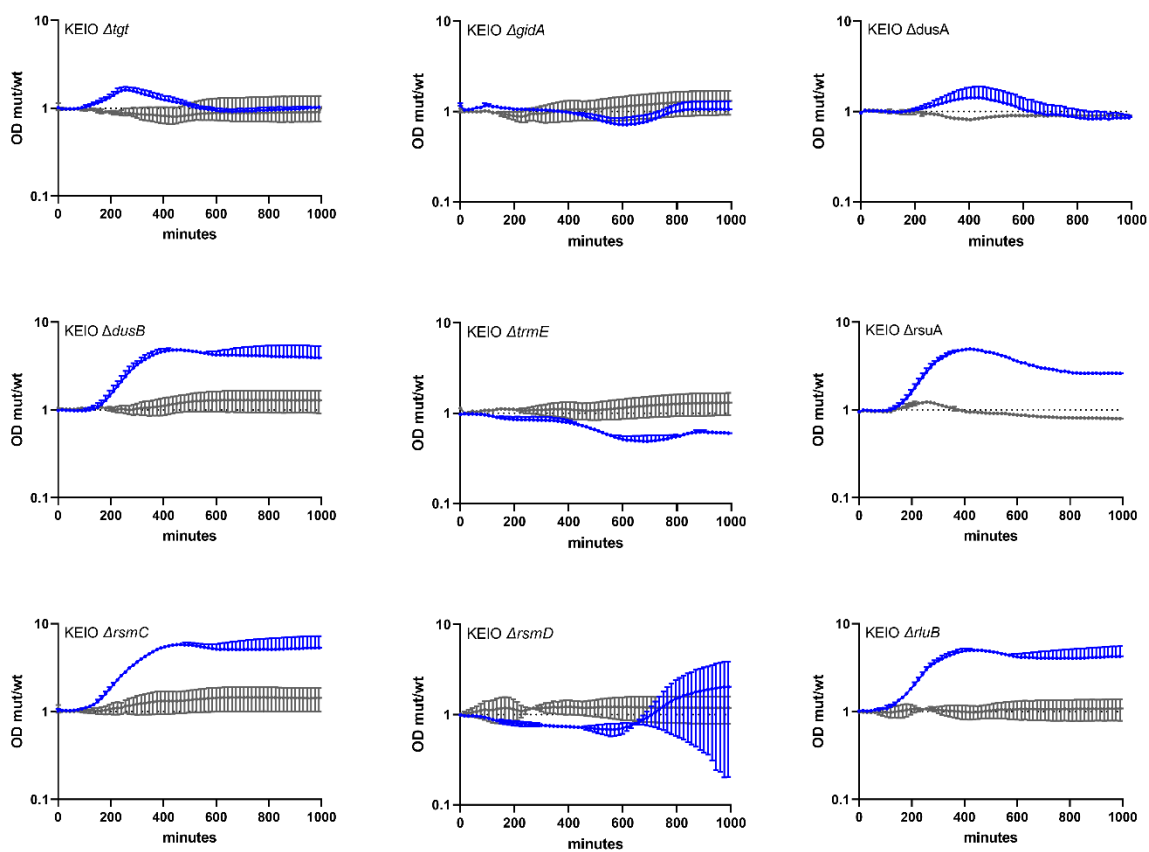 KEIO Δtgt
10
1
0.1
OD mut/wt
0 200 400 600 800 1000
minutes
KEIO ΔgidA
10
1
0.1
OD mut/wt
0 200 400 600 800 1000
minutes
KEIO ΔdusA
10
1
0.1
OD mut/wt
0 200 400 600 800 1000
minutes
KEIO ΔdusB
10
1
0.1
OD mut/wt
0 200 400 600 800 1000
minutes
KEIO ΔtrmE
10
1
0.1
OD mut/wt
0 200 400 600 800 1000
minutes
KEIO ΔrsuA
10
1
0.1
OD mut/wt
0 200 400 600 800 1000
minutes
KEIO ΔrsmC
10
1
0.1
OD mut/wt
0 200 400 600 800 1000
minutes
KEIO ΔrsmD
10
1
0.1
OD mut/wt
0 200 400 600 800 1000
minutes
KEIO ΔrluB
10
1
0.1
OD mut/wt
0 200 400 600 800 1000
minutes